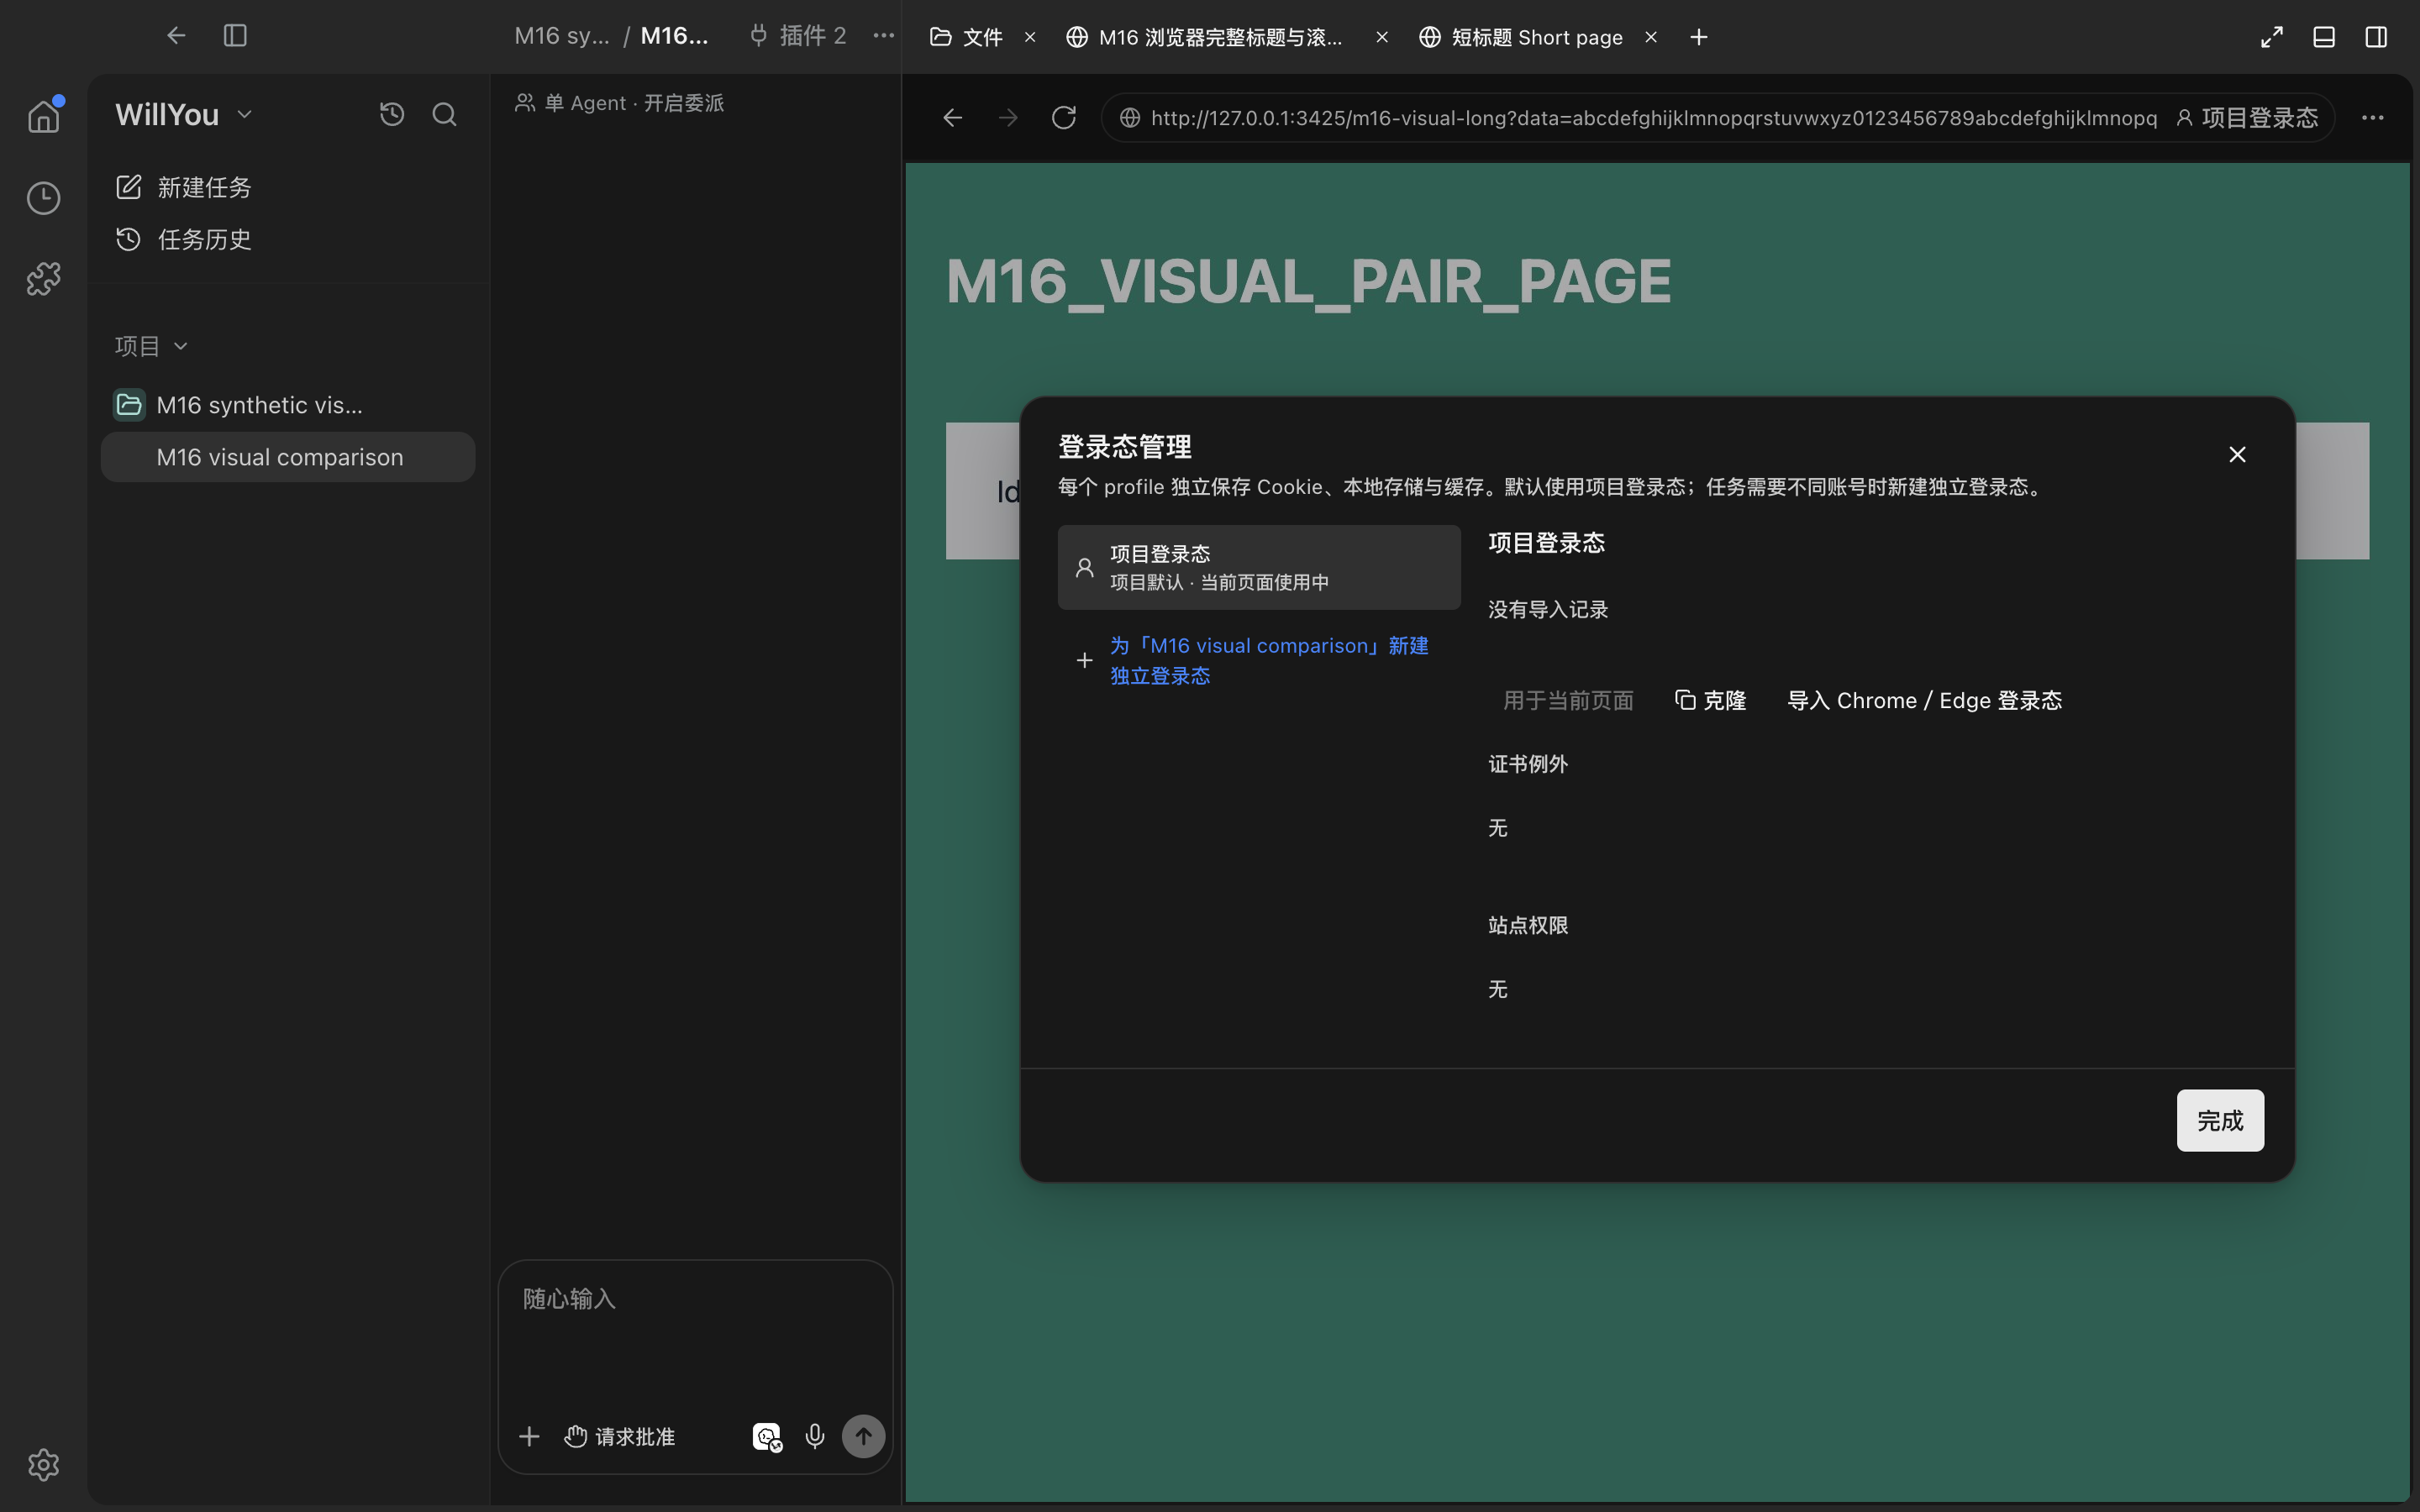 M16 sy... / M16...
插件 2
文件
M16 浏览器完整标题与滚...
短标题 Short page
WillYou
新建任务
任务历史
项目
M16 synthetic vis...
M16 visual comparison
单 Agent · 开启委派
随心输入
请求批准
http://127.0.0.1:3425/m16-visual-long?data=abcdefghijklmnopqrstuvwxyz0123456789abcdefghijklmnopq
项目登录态
M16_VISUAL_PAIR_PAGE
Id
登录态管理
每个 profile 独立保存 Cookie、本地存储与缓存。默认使用项目登录态；任务需要不同账号时新建独立登录态。
项目登录态
项目默认 · 当前页面使用中
为「M16 visual comparison」新建
独立登录态
项目登录态
没有导入记录
用于当前页面
克隆
导入 Chrome / Edge 登录态
证书例外
无
站点权限
无
完成